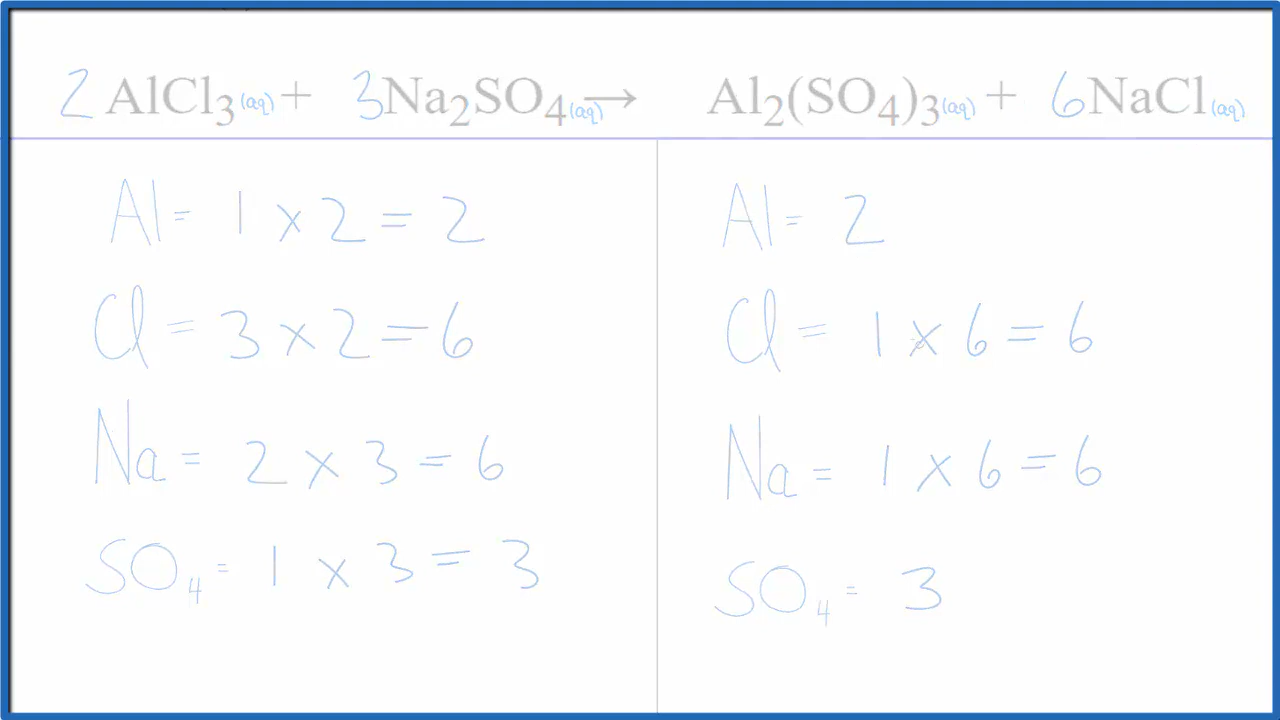 2 AlCl₃(aq) + 3Na₂SO₄(aq) → Al₂(SO₄)₃(aq) + 6NaCl(aq)
Al = 1 x 2 = 2
Cl = 3 x 2 = 6
Na = 2 x 3 = 6
SO₄ = 1 x 3 = 3
Al = 2
Cl = 1 x 6 = 6
Na = 1 x 6 = 6
SO₄ = 3